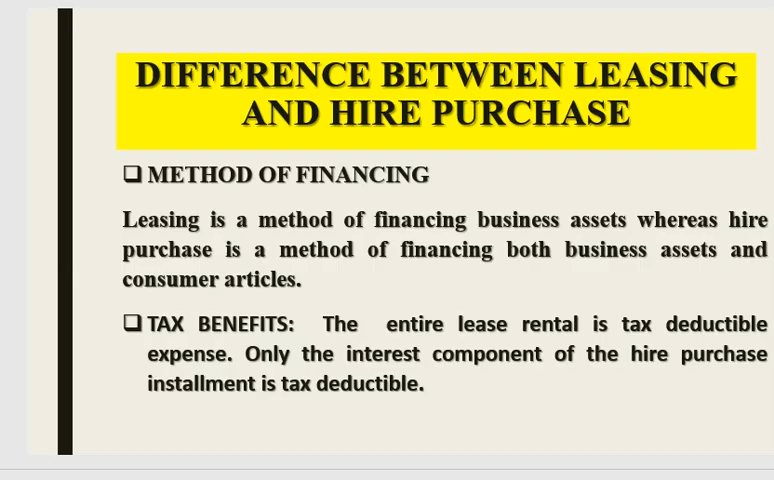 DIFFERENCE BETWEEN LEASING
AND HIRE PURCHASE
❑ METHOD OF FINANCING
Leasing is a method of financing business assets whereas hire
purchase is a method of financing both business assets and
consumer articles.
❑ TAX BENEFITS: The entire lease rental is tax deductible
expense. Only the interest component of the hire purchase
installment is tax deductible.